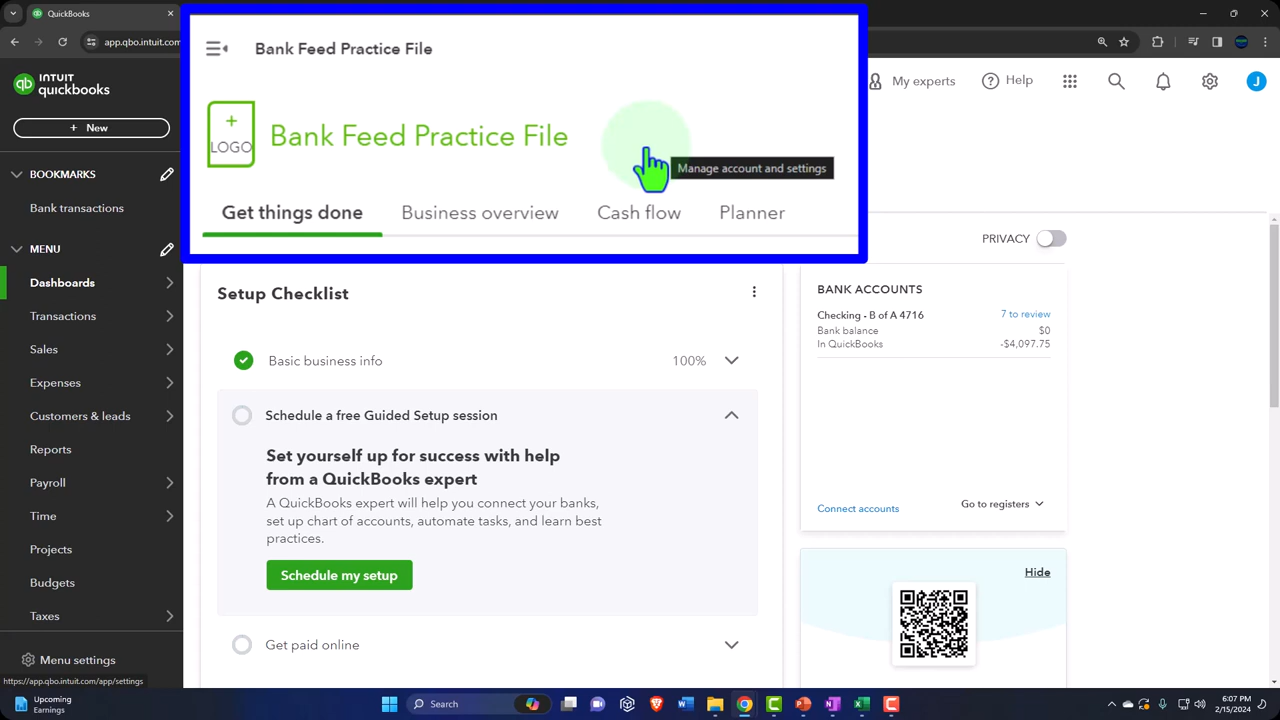 app.qbo.intuit.com/app
INTUIT
quickbooks
+ New
BOOKMARKS
Bank transactions
MENU
Dashboards
Transactions
Sales
Expenses
Customers & leads
Reports
Payroll
Time
Projects
Budgets
Taxes
Menu settings
https://qbo.intuit.com/app/settings
Bank Feed Practice File
+
LOGO
Bank Feed Practice File
Manage account and settings
Get things done
Business overview
Cash flow
Planner
My experts
Help
J
PRIVACY
Setup Checklist
Basic business info
100%
Schedule a free Guided Setup session
Set yourself up for success with help
from a QuickBooks expert
A QuickBooks expert will help you connect your banks,
set up chart of accounts, automate tasks, and learn best
practices.
Schedule my setup
Get paid online
BANK ACCOUNTS
Checking - B of A 4716
7 to review
Bank balance
$0
In QuickBooks
-$4,097.75
Connect accounts
Go to registers
Hide
Upcoming
Earnings
Search
6:07 PM
2/15/2024